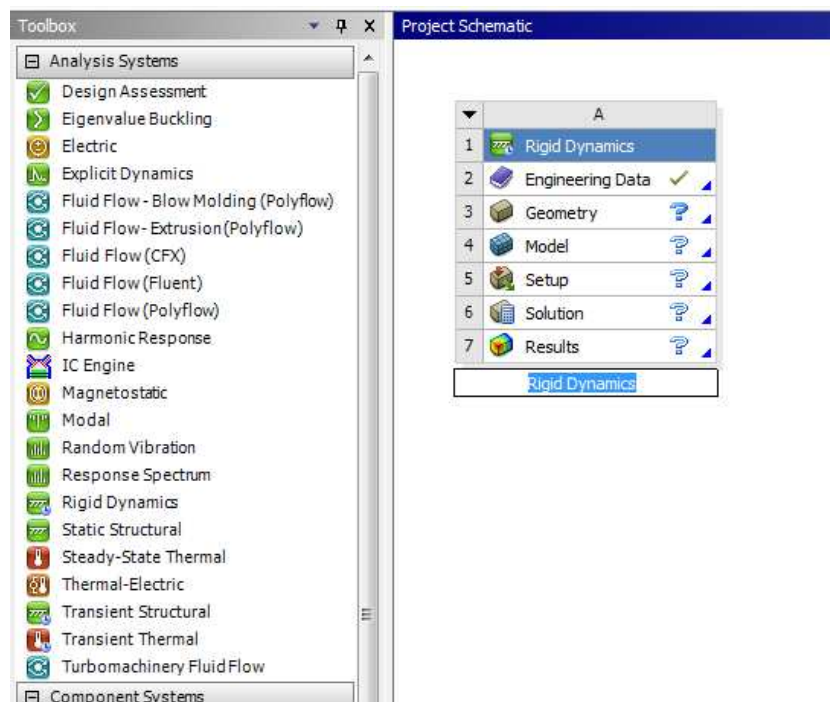 Toolbox
Analysis Systems
Design Assessment
Eigenvalue Buckling
Electric
Explicit Dynamics
Fluid Flow - Blow Molding (Polyflow)
Fluid Flow - Extrusion (Polyflow)
Fluid Flow (CFX)
Fluid Flow (Fluent)
Fluid Flow (Polyflow)
Harmonic Response
IC Engine
Magnetostatic
Modal
Random Vibration
Response Spectrum
Rigid Dynamics
Static Structural
Steady-State Thermal
Thermal-Electric
Transient Structural
Transient Thermal
Turbomachinery Fluid Flow
Component Systems
Project Schematic
A
1 Rigid Dynamics
2 Engineering Data
3 Geometry ?
4 Model ?
5 Setup ?
6 Solution ?
7 Results ?
Rigid Dynamics